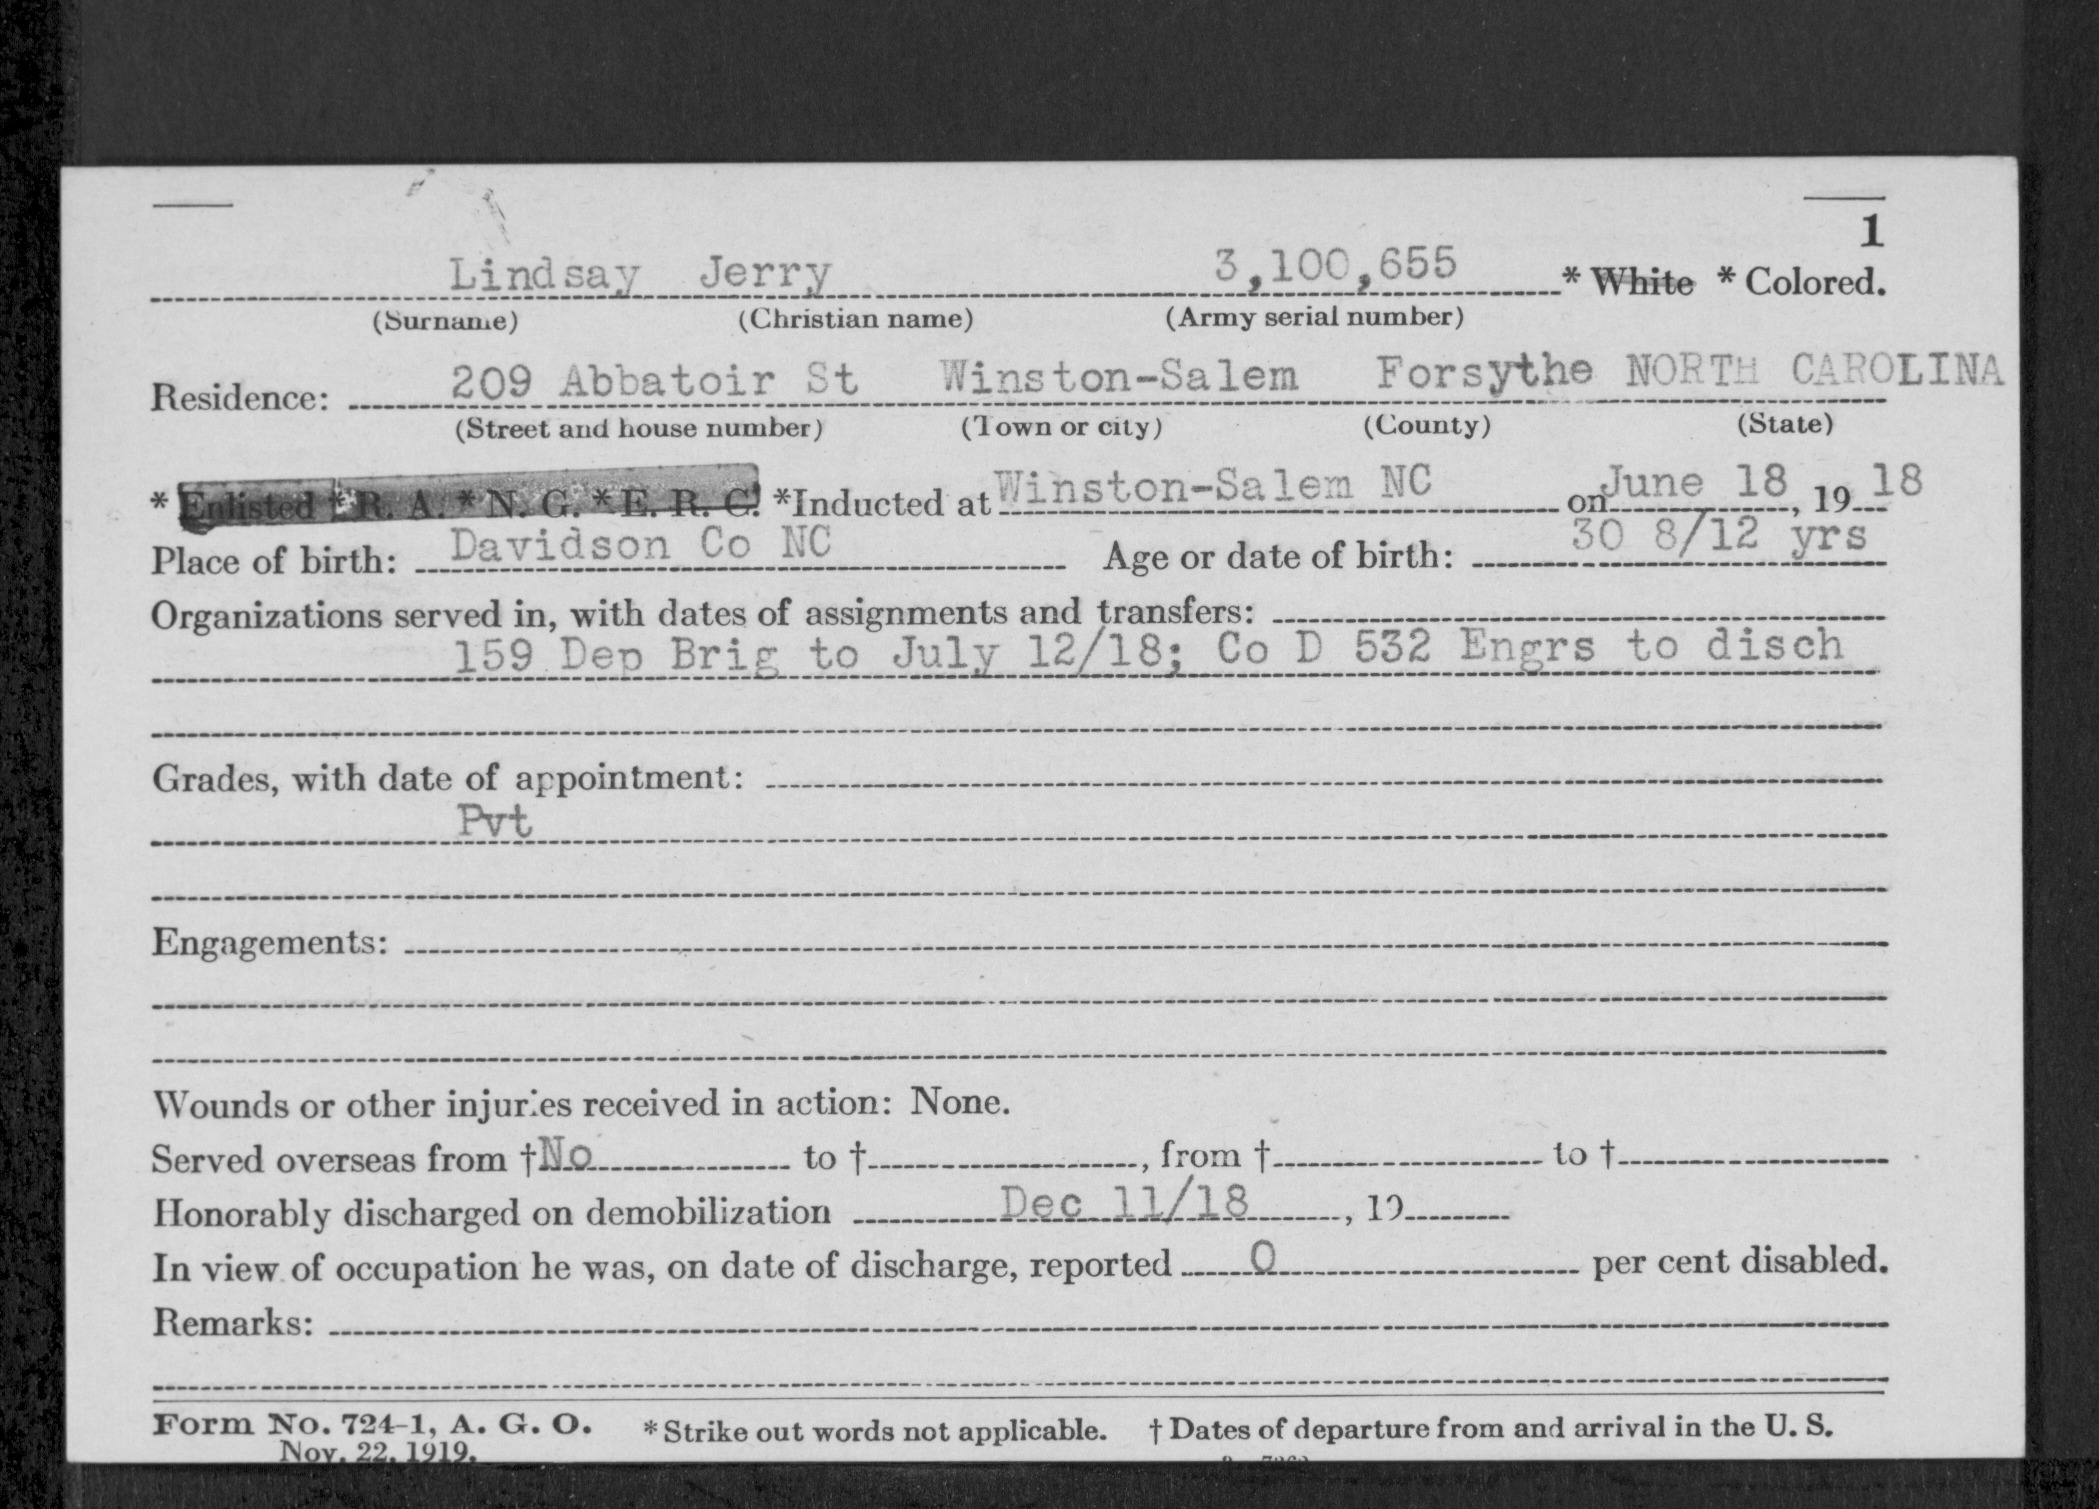 1
Lindsay Jerry 3,100,655 * White * Colored.
(Surname) (Christian name) (Army serial number)
Residence: 209 Abbatoir St Winston-Salem Forsythe NORTH CAROLINA
(Street and house number) (Town or city) (County) (State)
* Enlisted * R. A. * N. G. * E. R. C. *Inducted at Winston-Salem NC on June 18, 1918
Place of birth: Davidson Co NC Age or date of birth: 30 8/12 yrs
Organizations served in, with dates of assignments and transfers:
159 Dep Brig to July 12/18; Co D 532 Engrs to disch
Grades, with date of appointment:
Pvt
Engagements:
Wounds or other injuries received in action: None.
Served overseas from †No to †, from † to †
Honorably discharged on demobilization Dec 11/18, 19
In view of occupation he was, on date of discharge, reported 0 per cent disabled.
Remarks:
Form No. 724-1, A. G. O. * Strike out words not applicable. † Dates of departure from and arrival in the U. S.
Nov. 22, 1919.